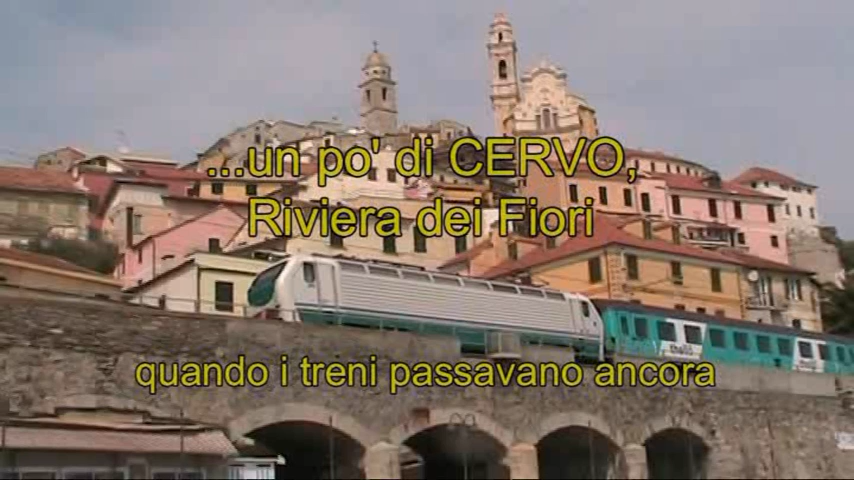 ...un po' di CERVO,
Riviera dei Fiori
quando i treni passavano ancora